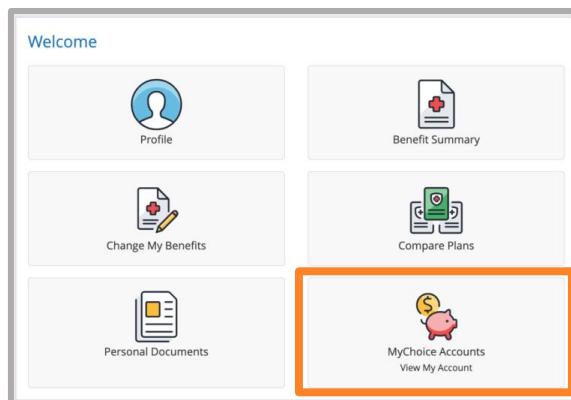 Welcome
Profile
Benefit Summary
Change My Benefits
Compare Plans
Personal Documents
MyChoice Accounts
View My Account